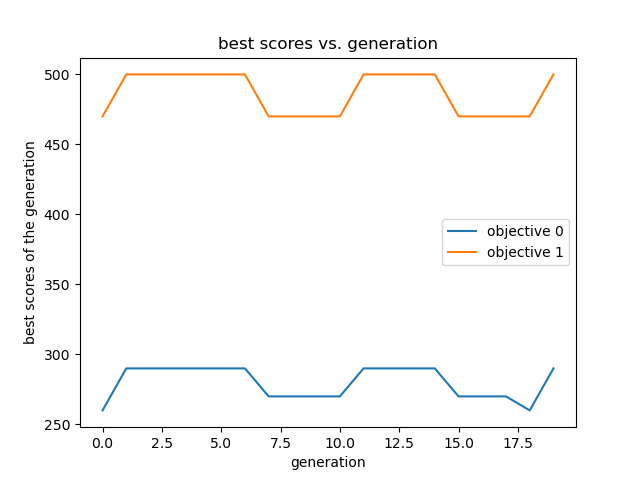 best scores vs. generation
best scores of the generation
500
450
400
350
300
250
objective 0
objective 1
0.0 2.5 5.0 7.5 10.0 12.5 15.0 17.5
generation